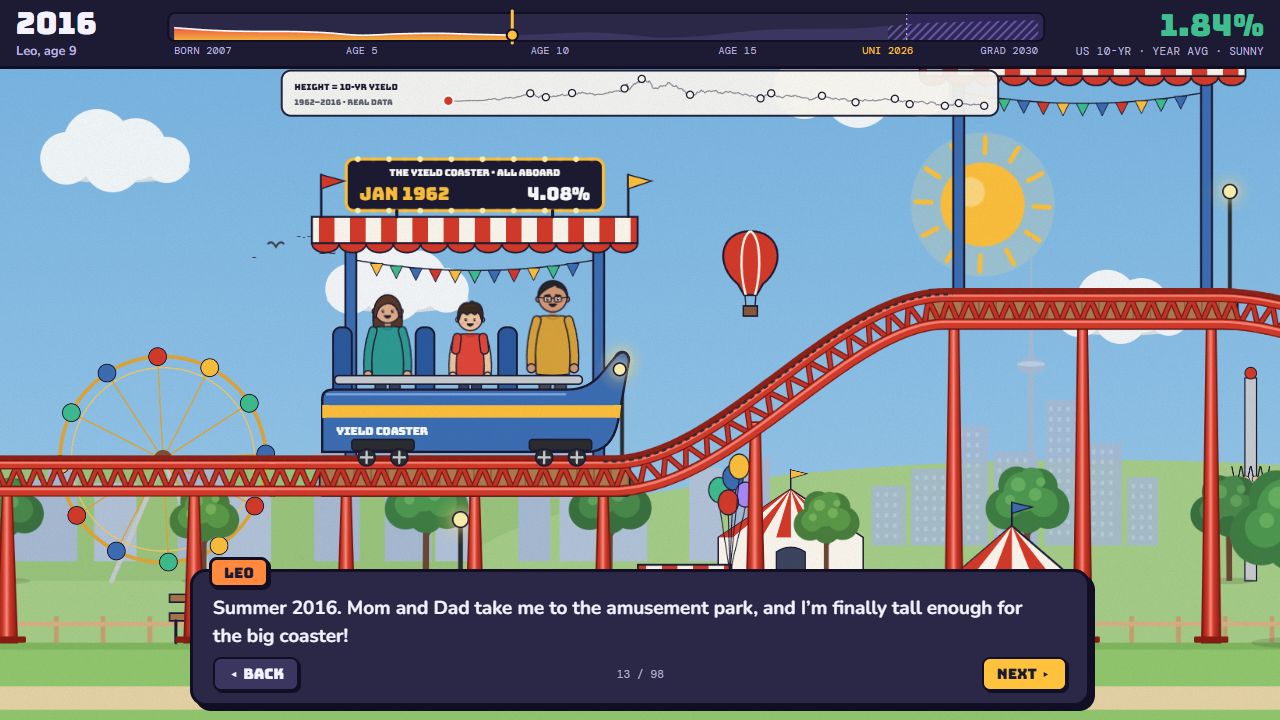 2016
Leo, age 9
BORN 2007
AGE 5
AGE 10
AGE 15
UNI 2026
GRAD 2030
1.84%
US 10-YR · YEAR AVG · SUNNY
HEIGHT = 10-YR YIELD
1962–2016 · REAL DATA
THE YIELD COASTER · ALL ABOARD
JAN 1962 4.08%
YIELD COASTER
LEO
Summer 2016. Mom and Dad take me to the amusement park, and I'm finally tall enough for
the big coaster!
◂ BACK
13 / 98
NEXT ▸